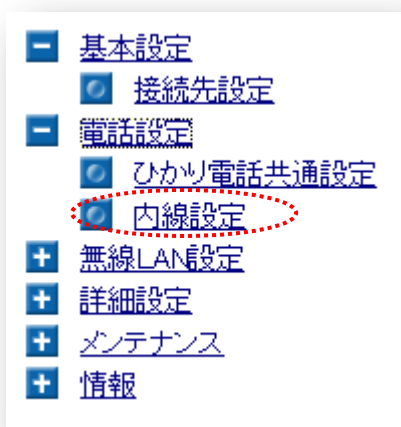 基本設定
接続先設定
電話設定
ひかり電話共通設定
内線設定
無線LAN設定
詳細設定
メンテナンス
情報